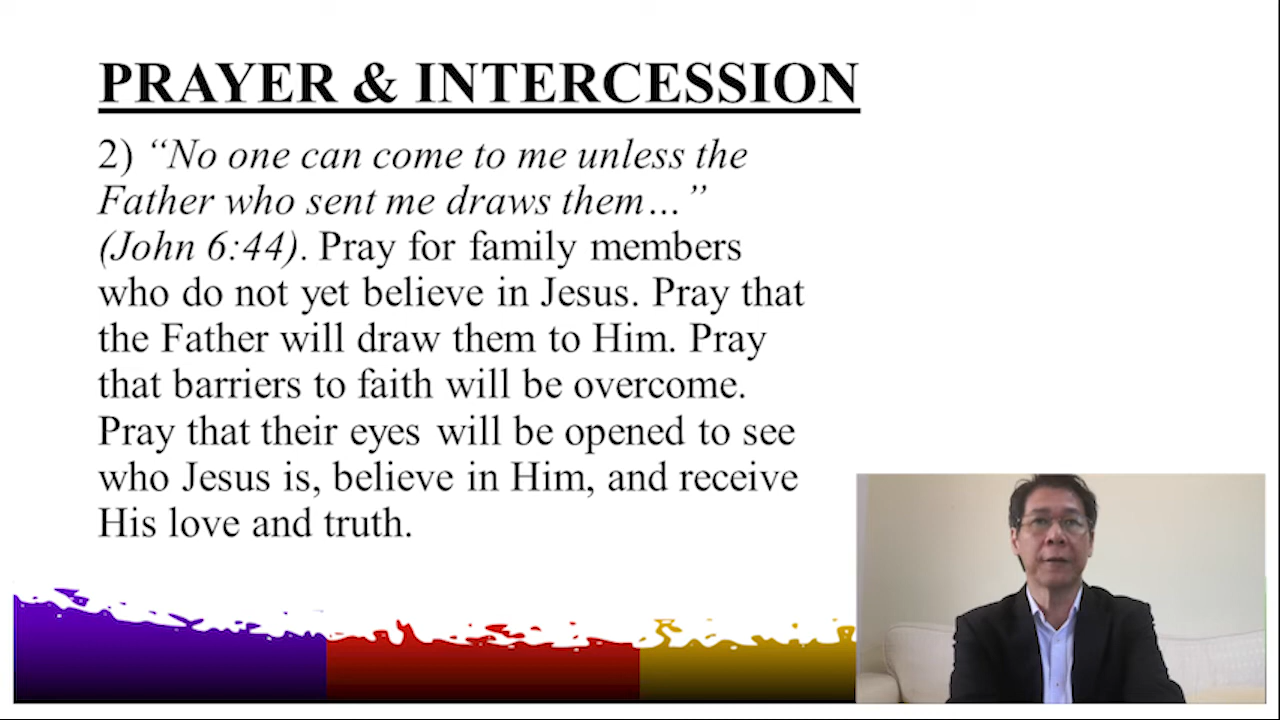 PRAYER & INTERCESSION
2) “No one can come to me unless the
Father who sent me draws them…”
(John 6:44). Pray for family members
who do not yet believe in Jesus. Pray that
the Father will draw them to Him. Pray
that barriers to faith will be overcome.
Pray that their eyes will be opened to see
who Jesus is, believe in Him, and receive
His love and truth.